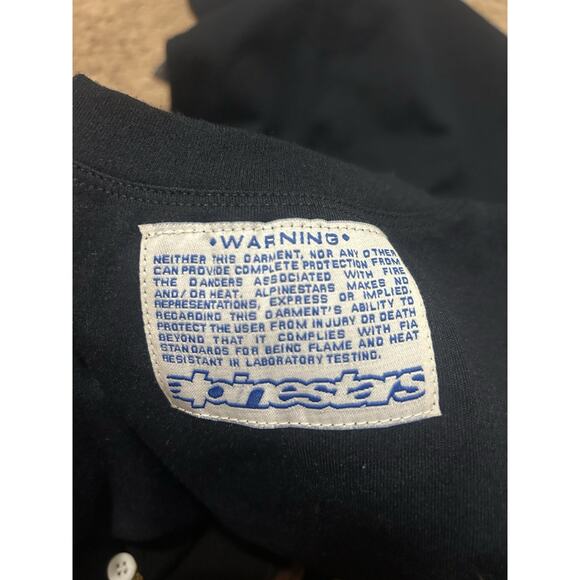 •WARNING•
NEITHER THIS GARMENT, NOR ANY OTHER
CAN PROVIDE COMPLETE PROTECTION FROM
THE DANGERS ASSOCIATED WITH FIRE
AND/OR HEAT. ALPINESTARS MAKES NO
REPRESENTATIONS, EXPRESS OR IMPLIED
REGARDING THIS GARMENT'S ABILITY TO
PROTECT THE USER FROM INJURY OR DEATH
BEYOND THAT IT COMPLIES WITH FIA
STANDARDS FOR BEING FLAME AND HEAT
RESISTANT IN LABORATORY TESTING.
alpinestars